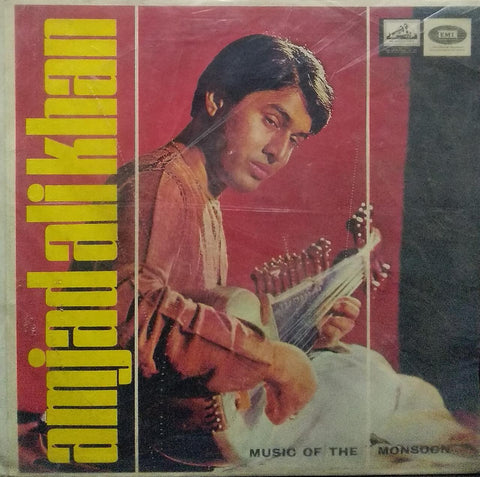 amjad ali khan
EMI
MUSIC OF THE MONSOON